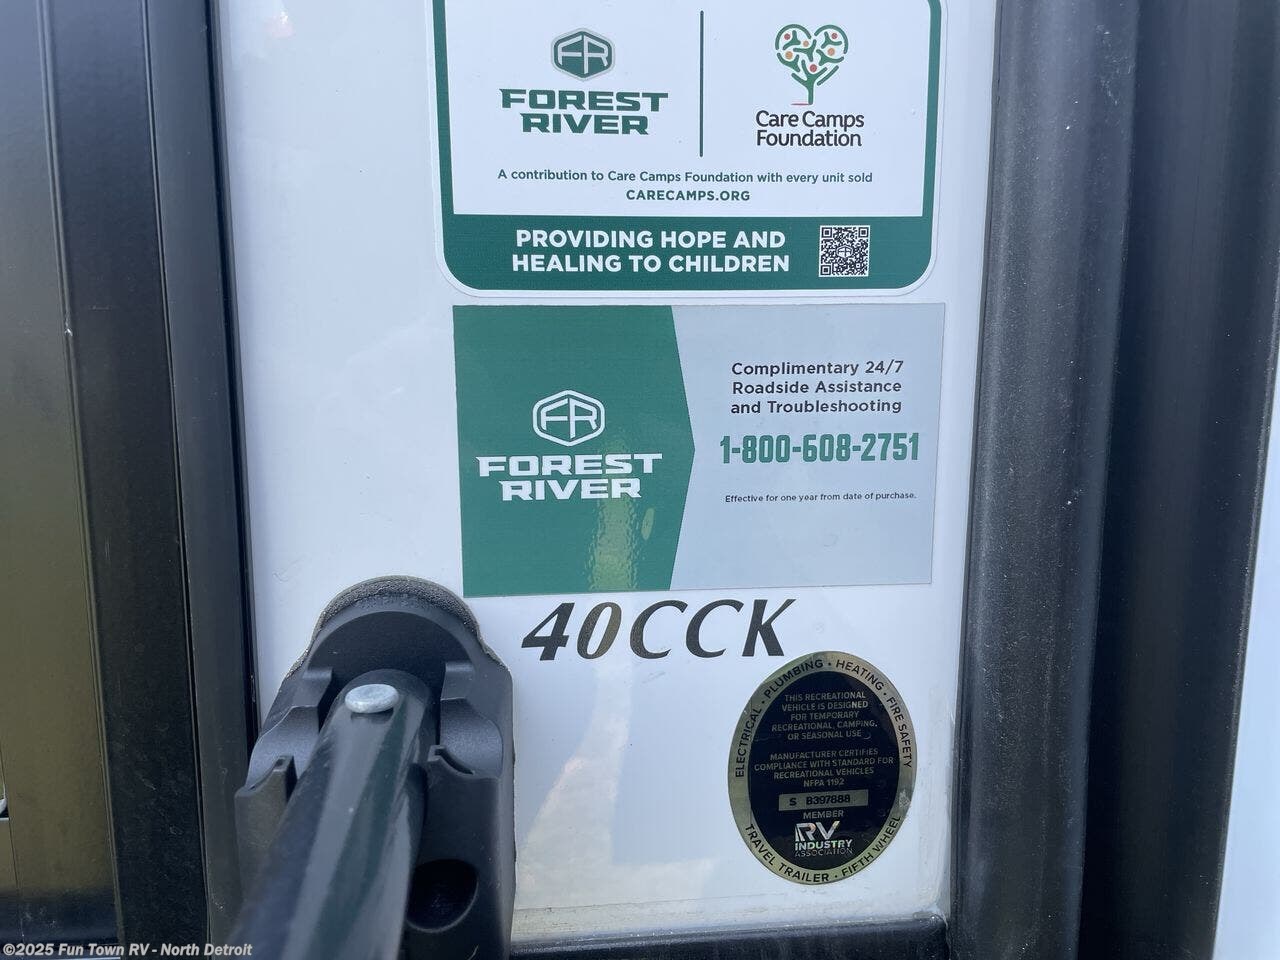 FR
FOREST
RIVER
Care Camps
Foundation
A contribution to Care Camps Foundation with every unit sold
CARECAMPS.ORG
PROVIDING HOPE AND
HEALING TO CHILDREN
FR
FOREST
RIVER
Complimentary 24/7
Roadside Assistance
and Troubleshooting
1-800-608-2751
Effective for one year from date of purchase.
40CCK
ELECTRICAL · PLUMBING · HEATING · FIRE SAFETY
THIS RECREATIONAL
VEHICLE IS DESIGNED
FOR TEMPORARY
RECREATIONAL, CAMPING,
OR SEASONAL USE
MANUFACTURER CERTIFIES
COMPLIANCE WITH STANDARD FOR
RECREATIONAL VEHICLES
NFPA 1192
S B397888
MEMBER
RV
INDUSTRY
ASSOCIATION
TRAVEL TRAILER · FIFTH WHEEL
©2025 Fun Town RV - North Detroit